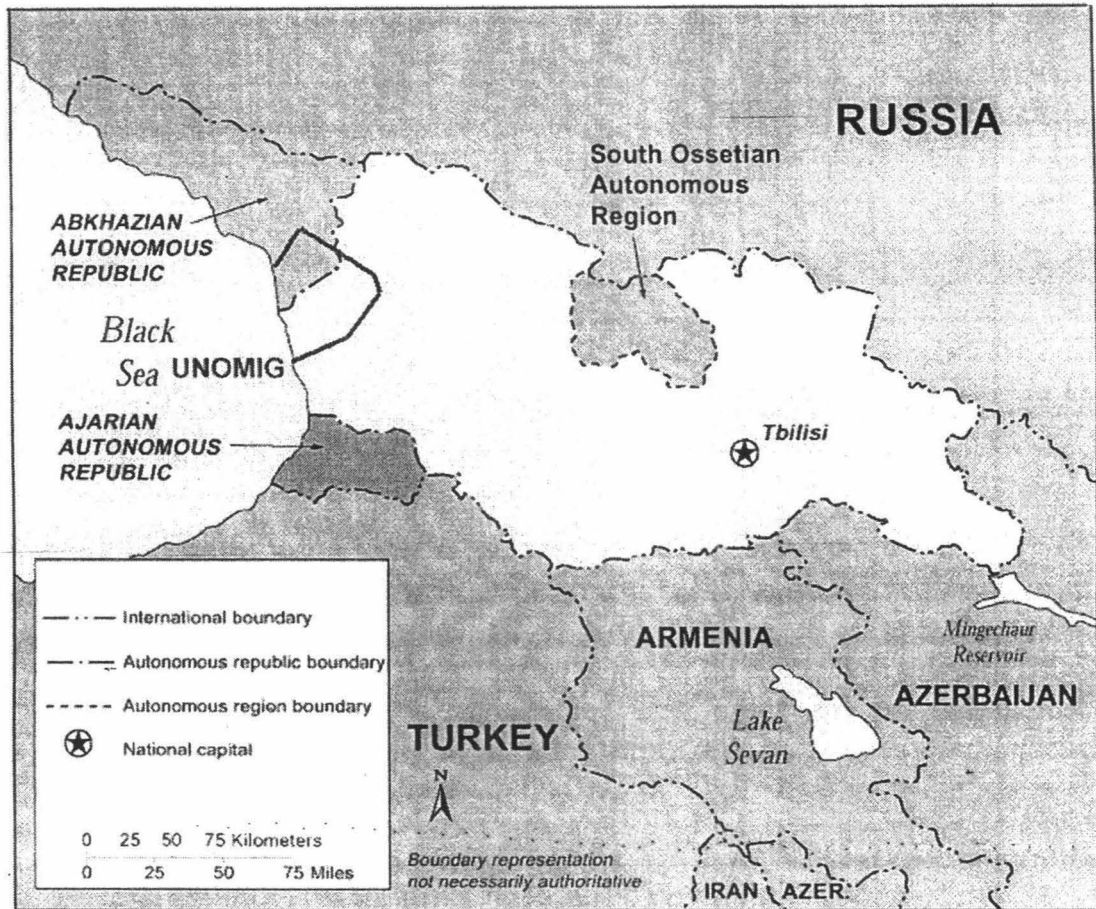 RUSSIA
South Ossetian
Autonomous
Region
ABKHAZIAN
AUTONOMOUS
REPUBLIC
Black
Sea
UNOMIG
AJARIAN
AUTONOMOUS
REPUBLIC
Tbilisi
International boundary
Autonomous republic boundary
Autonomous region boundary
National capital
0 25 50 75 Kilometers
0 25 50 75 Miles
TURKEY
N
Boundary representation
not necessarily authoritative
ARMENIA
Lake
Sevan
Mingechaur
Reservoir
AZERBAIJAN
IRAN
AZER.